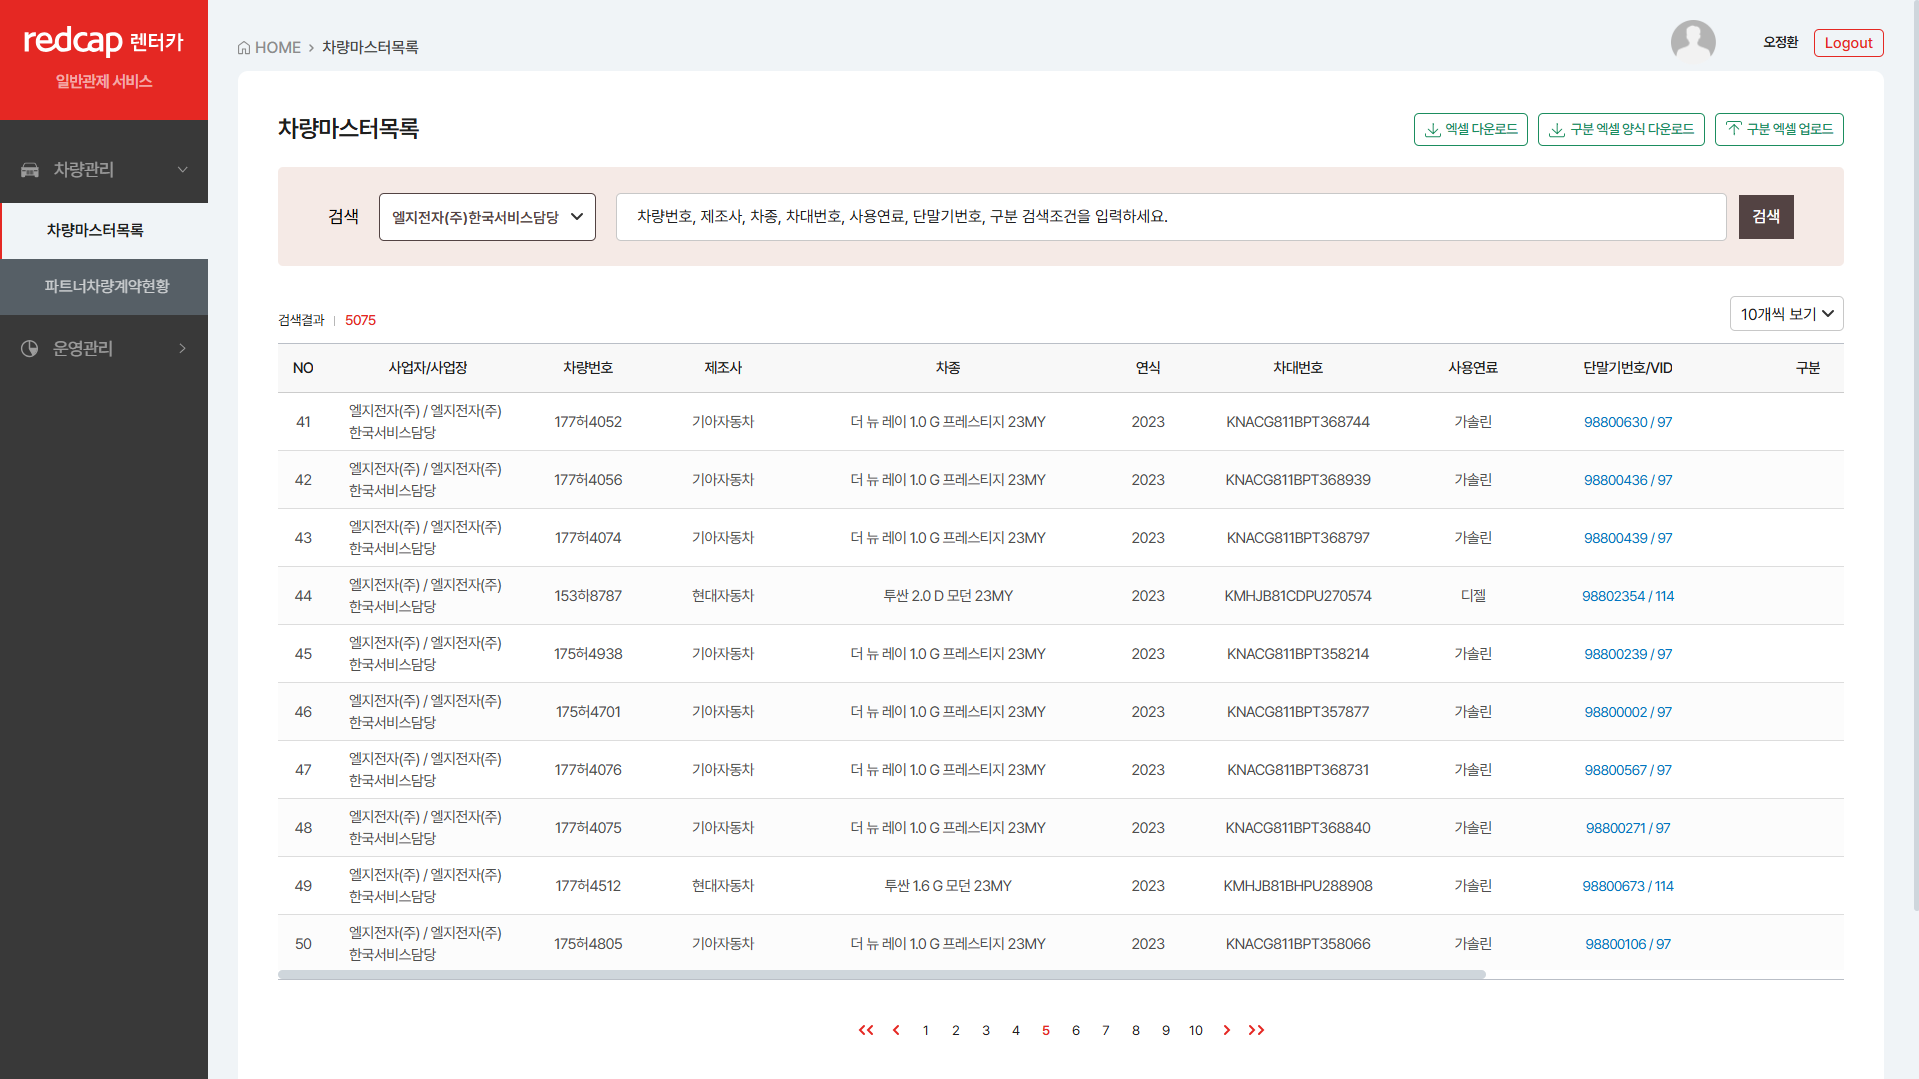 redcap 렌터카
일반관제 서비스
차량관리
차량마스터목록
파트너차량계약현황
운영관리
HOME > 차량마스터목록
오정환
Logout
차량마스터목록
엑셀 다운로드
구분 엑셀 양식 다운로드
구분 엑셀 업로드
검색
엘지전자(주)한국서비스담당
차량번호, 제조사, 차종, 차대번호, 사용연료, 단말기번호, 구분 검색조건을 입력하세요.
검색
검색결과 | 5075
10개씩 보기
NO 사업자/사업장 차량번호 제조사 차종 연식 차대번호 사용연료 단말기번호/VID 구분
41 엘지전자(주) / 엘지전자(주) 177허4052 기아자동차 더 뉴 레이 1.0 G 프레스티지 23MY 2023 KNACG811BPT368744 가솔린 98800630 / 97
한국서비스담당
42 엘지전자(주) / 엘지전자(주) 177허4056 기아자동차 더 뉴 레이 1.0 G 프레스티지 23MY 2023 KNACG811BPT368939 가솔린 98800436 / 97
한국서비스담당
43 엘지전자(주) / 엘지전자(주) 177허4074 기아자동차 더 뉴 레이 1.0 G 프레스티지 23MY 2023 KNACG811BPT368797 가솔린 98800439 / 97
한국서비스담당
44 엘지전자(주) / 엘지전자(주) 153하8787 현대자동차 투싼 2.0 D 모던 23MY 2023 KMHJB81CDPU270574 디젤 98802354 / 114
한국서비스담당
45 엘지전자(주) / 엘지전자(주) 175허4938 기아자동차 더 뉴 레이 1.0 G 프레스티지 23MY 2023 KNACG811BPT358214 가솔린 98800239 / 97
한국서비스담당
46 엘지전자(주) / 엘지전자(주) 175허4701 기아자동차 더 뉴 레이 1.0 G 프레스티지 23MY 2023 KNACG811BPT357877 가솔린 98800002 / 97
한국서비스담당
47 엘지전자(주) / 엘지전자(주) 177허4076 기아자동차 더 뉴 레이 1.0 G 프레스티지 23MY 2023 KNACG811BPT368731 가솔린 98800567 / 97
한국서비스담당
48 엘지전자(주) / 엘지전자(주) 177허4075 기아자동차 더 뉴 레이 1.0 G 프레스티지 23MY 2023 KNACG811BPT368840 가솔린 98800271 / 97
한국서비스담당
49 엘지전자(주) / 엘지전자(주) 177허4512 현대자동차 투싼 1.6 G 모던 23MY 2023 KMHJB81BHPU288908 가솔린 98800673 / 114
한국서비스담당
50 엘지전자(주) / 엘지전자(주) 175허4805 기아자동차 더 뉴 레이 1.0 G 프레스티지 23MY 2023 KNACG811BPT358066 가솔린 98800106 / 97
한국서비스담당
1 2 3 4 5 6 7 8 9 10